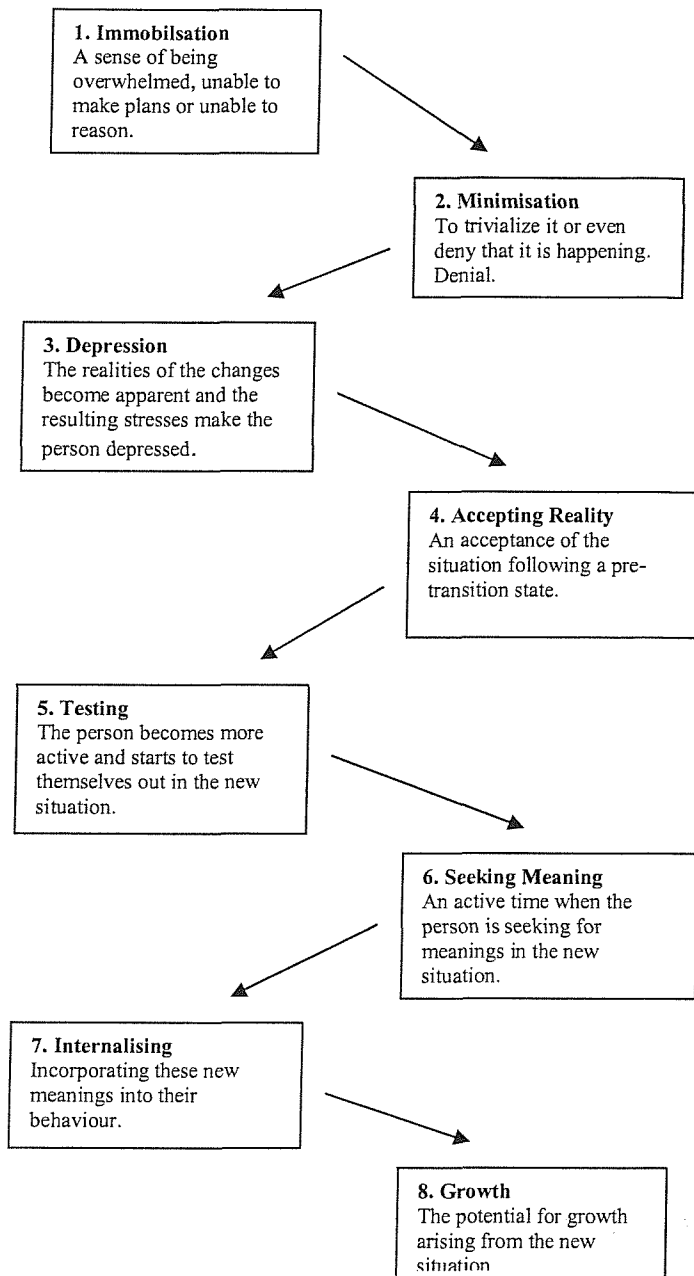 1. Immobilsation
A sense of being
overwhelmed, unable to
make plans or unable to
reason.
2. Minimisation
To trivialize it or even
deny that it is happening.
Denial.
3. Depression
The realities of the changes
become apparent and the
resulting stresses make the
person depressed.
4. Accepting Reality
An acceptance of the
situation following a pre-
transition state.
5. Testing
The person becomes more
active and starts to test
themselves out in the new
situation.
6. Seeking Meaning
An active time when the
person is seeking for
meanings in the new
situation.
7. Internalising
Incorporating these new
meanings into their
behaviour.
8. Growth
The potential for growth
arising from the new
situation